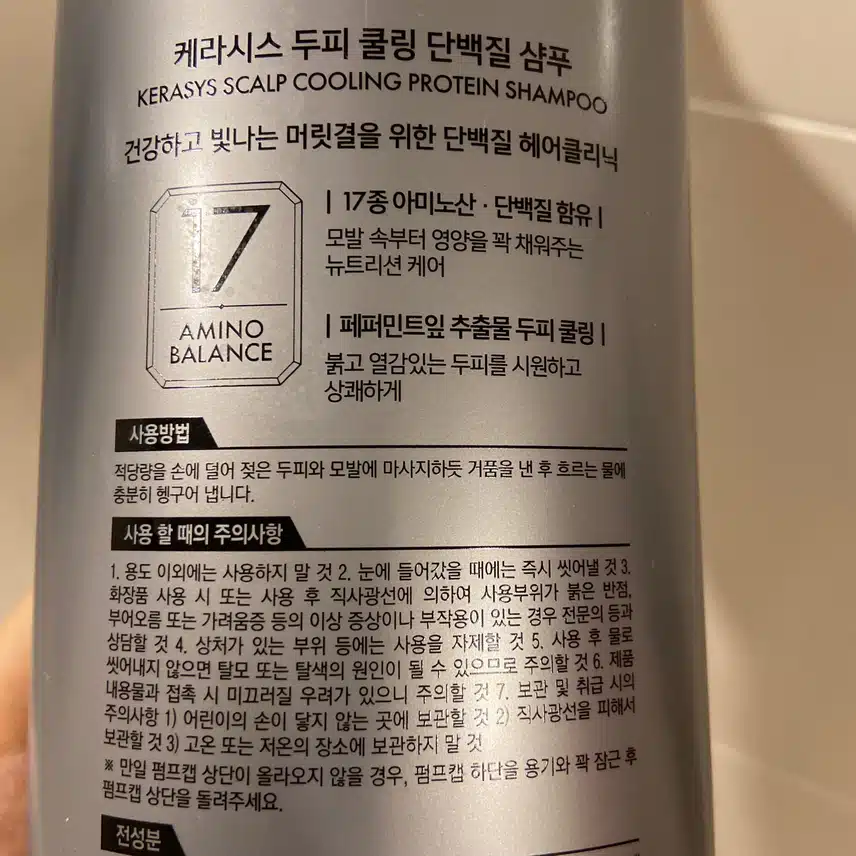 케라시스 두피 쿨링 단백질 샴푸
KERASYS SCALP COOLING PROTEIN SHAMPOO
건강하고 빛나는 머릿결을 위한 단백질 헤어클리닉
17
AMINO
BALANCE
| 17종 아미노산 · 단백질 함유 |
모발 속부터 영양을 꽉 채워주는
뉴트리션 케어
| 페퍼민트잎 추출물 두피 쿨링 |
붉고 열감있는 두피를 시원하고
상쾌하게
사용방법
적당량을 손에 덜어 젖은 두피와 모발에 마사지하듯 거품을 낸 후 흐르는 물에
충분히 헹구어 냅니다.
사용 할 때의 주의사항
1. 용도 이외에는 사용하지 말 것 2. 눈에 들어갔을 때에는 즉시 씻어낼 것 3.
화장품 사용 시 또는 사용 후 직사광선에 의하여 사용부위가 붉은 반점,
부어오름 또는 가려움증 등의 이상 증상이나 부작용이 있는 경우 전문의 등과
상담할 것 4. 상처가 있는 부위 등에는 사용을 자제할 것 5. 사용 후 물로
씻어내지 않으면 탈모 또는 탈색의 원인이 될 수 있으므로 주의할 것 6. 제품
내용물과 접촉 시 미끄러질 우려가 있으니 주의할 것 7. 보관 및 취급 시의
주의사항 1) 어린이의 손이 닿지 않는 곳에 보관할 것 2) 직사광선을 피해서
보관할 것 3) 고온 또는 저온의 장소에 보관하지 말 것
※ 만일 펌프캡 상단이 올라오지 않을 경우, 펌프캡 하단을 용기와 꽉 잠근 후
펌프캡 상단을 돌려주세요.
전성분